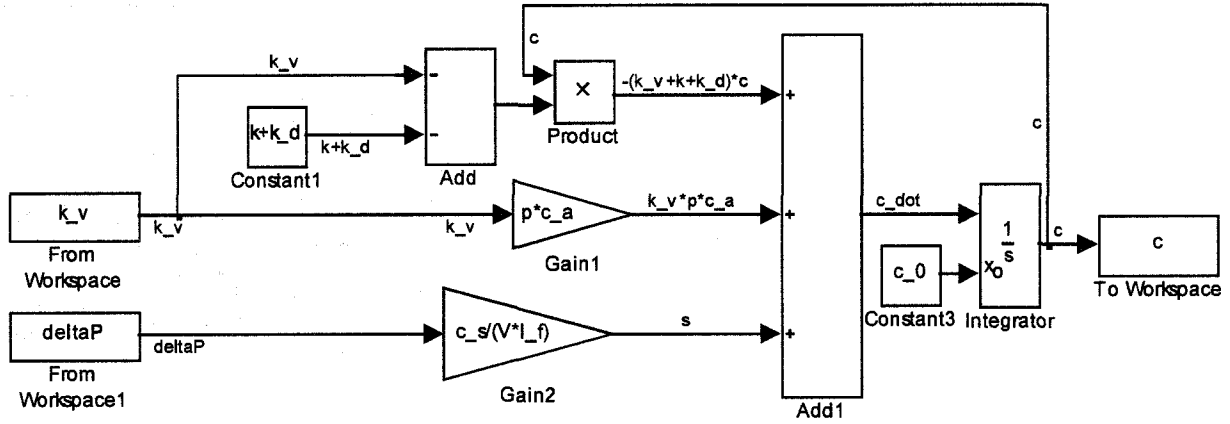 c
k_v
-
-(k_v+k+k_d)*c
×
+
k+k_d
-
k+k_d
Product
c
Constant1
Add
k_v
k_v
k_v
p*c_a
k_v*p*c_a
+
c_dot
From
Workspace
Gain1
1
s
xo
c_0
c
c
To Workspace
Constant3
Integrator
deltaP
deltaP
c_s/(V*l_f)
s
+
From
Workspace1
Gain2
Add1